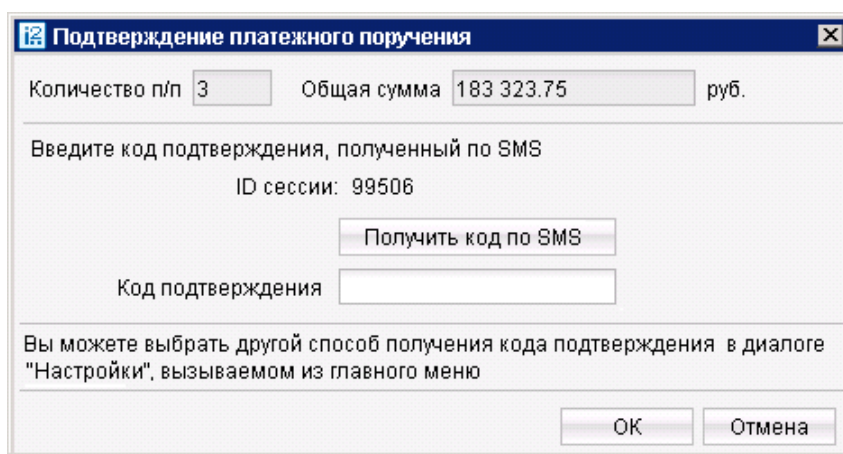 i2 Подтверждение платежного поручения
Количество п/п 3 Общая сумма 183 323.75 руб.
Введите код подтверждения, полученный по SMS
ID сессии: 99506
Получить код по SMS
Код подтверждения
Вы можете выбрать другой способ получения кода подтверждения в диалоге
"Настройки", вызываемом из главного меню
ОК Отмена